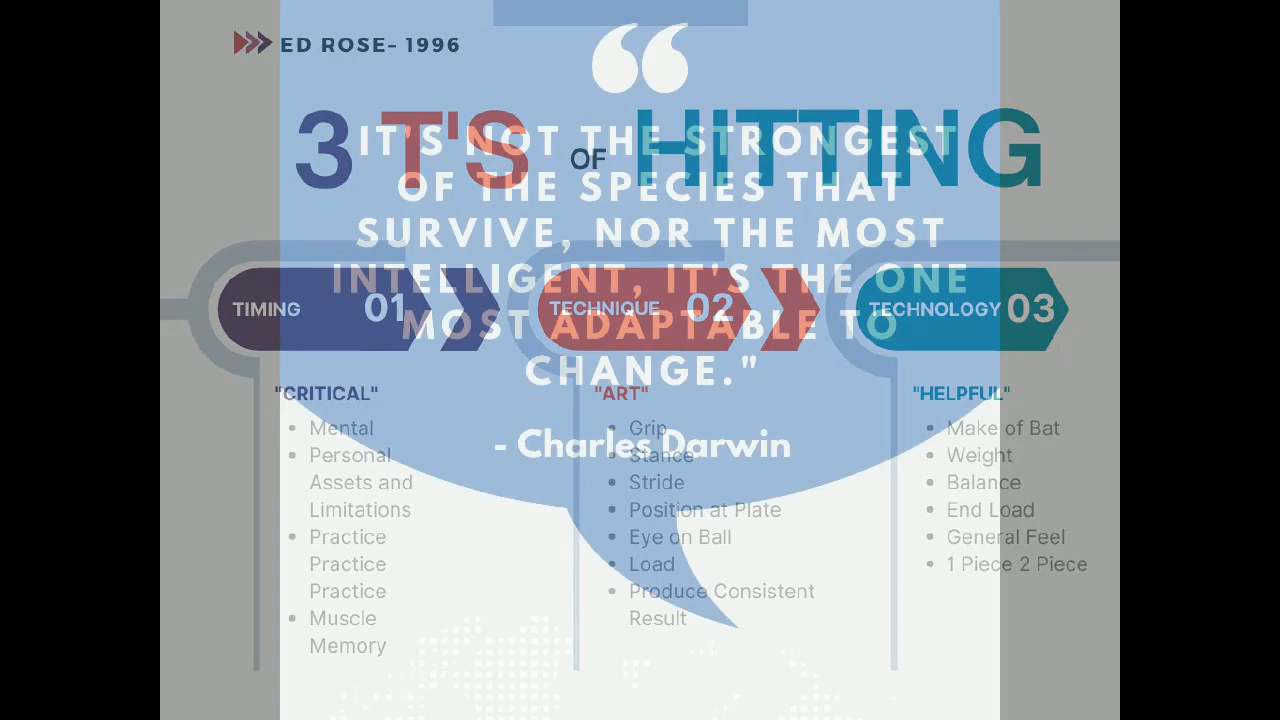 ED ROSE- 1996
3 T'S OF HITTING
IT'S NOT THE STRONGEST
OF THE SPECIES THAT
SURVIVE, NOR THE MOST
INTELLIGENT, IT'S THE ONE
MOST ADAPTABLE TO
CHANGE."
- Charles Darwin
TIMING 01
"CRITICAL"
• Mental
• Personal
Assets and
Limitations
• Practice
Practice
Practice
• Muscle
Memory
TECHNIQUE 02
"ART"
• Grip
• Stance
• Stride
• Position at Plate
• Eye on Ball
• Load
• Produce Consistent
Result
TECHNOLOGY 03
"HELPFUL"
• Make of Bat
• Weight
• Balance
• End Load
• General Feel
• 1 Piece 2 Piece